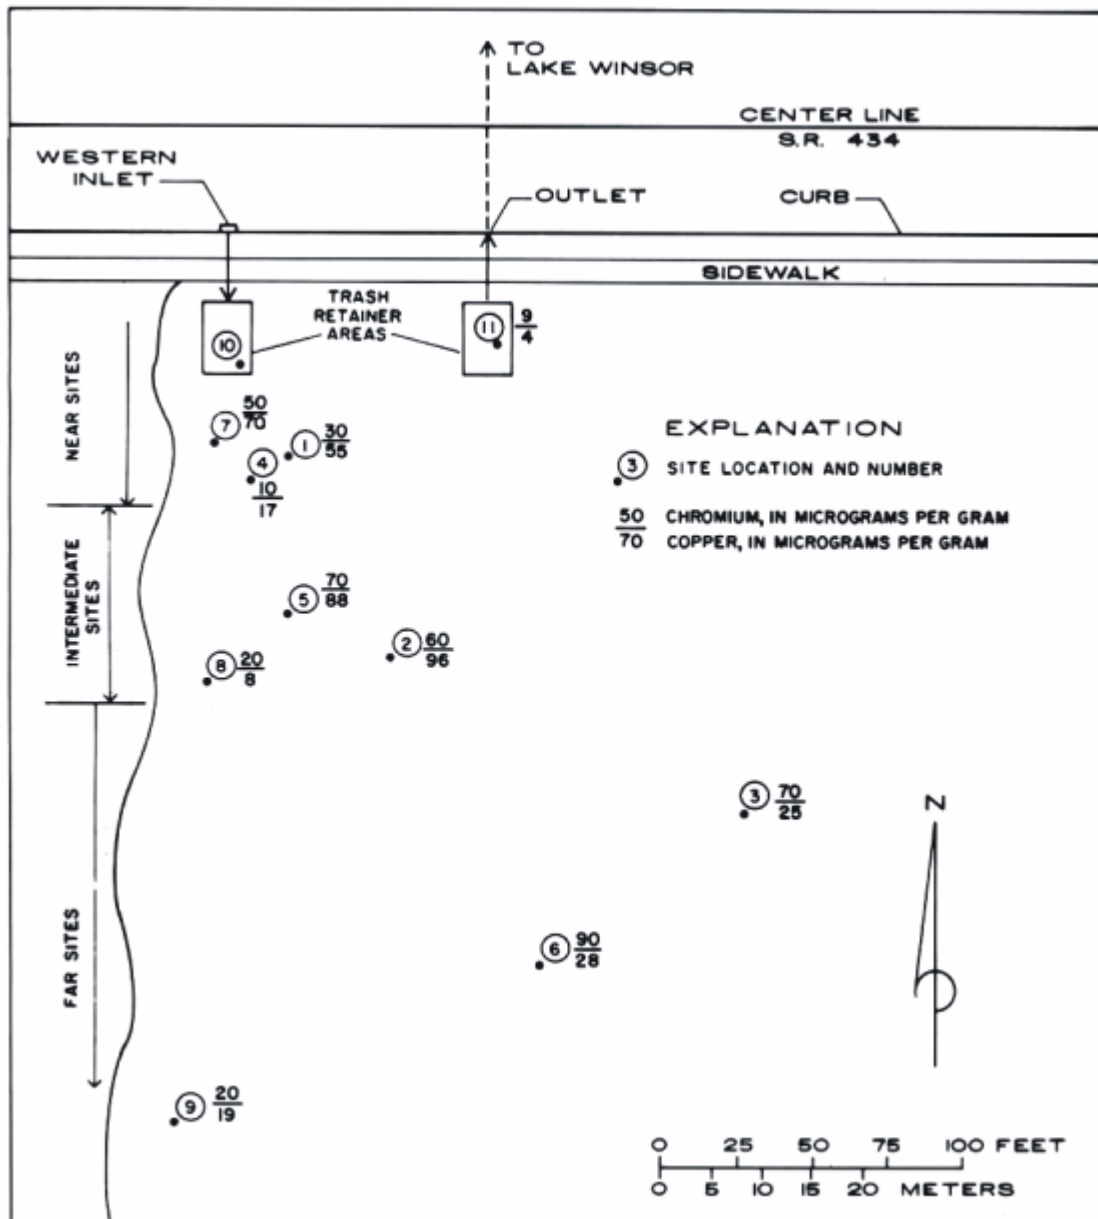 TO
LAKE WINSOR
CENTER LINE
S.R. 434
WESTERN
INLET
OUTLET
CURB
SIDEWALK
TRASH
RETAINER
AREAS
10
11
9
4
NEAR SITES
7
50
70
1
30
55
4
10
17
EXPLANATION
3 SITE LOCATION AND NUMBER
50 CHROMIUM, IN MICROGRAMS PER GRAM
70 COPPER, IN MICROGRAMS PER GRAM
INTERMEDIATE
SITES
5
70
88
2
60
96
8
20
8
FAR SITES
3
70
25
N
6
90
28
9
20
19
0 25 50 75 100 FEET
0 5 10 15 20 METERS